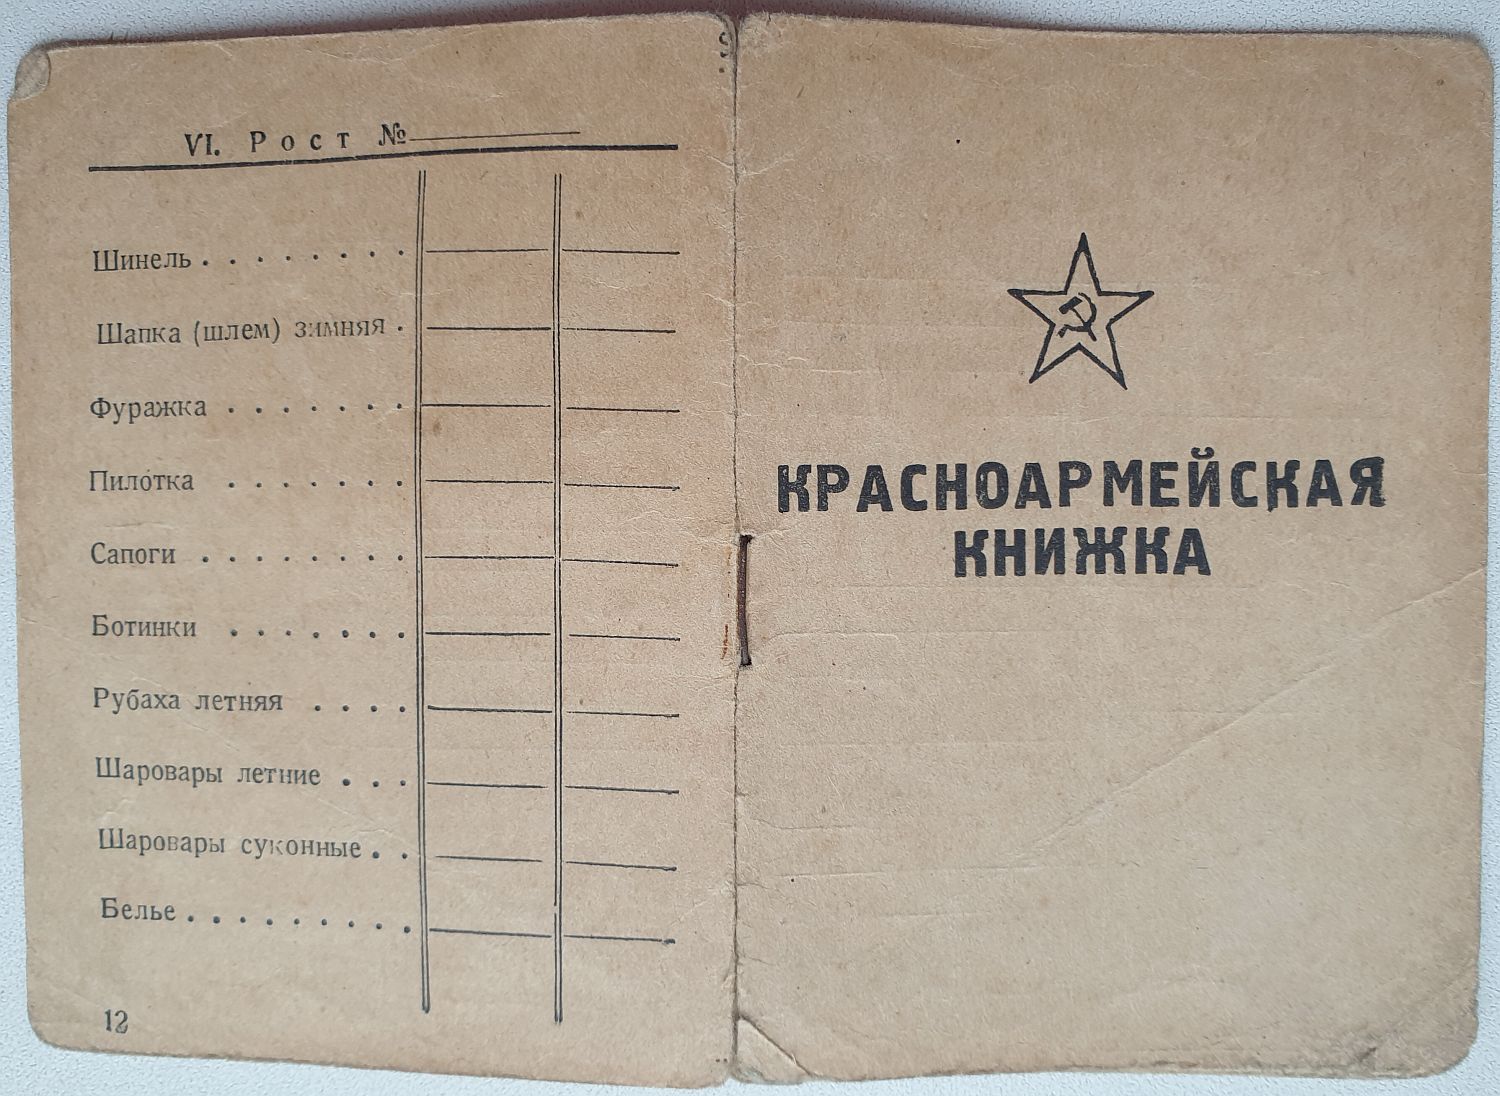 VI. Рост №
Шинель
Шапка (шлем) зимняя
Фуражка
Пилотка
Сапоги
Ботинки
Рубаха летняя
Шаровары летние
Шаровары суконные
Белье
12
КРАСНОАРМЕЙСКАЯ
КНИЖКА